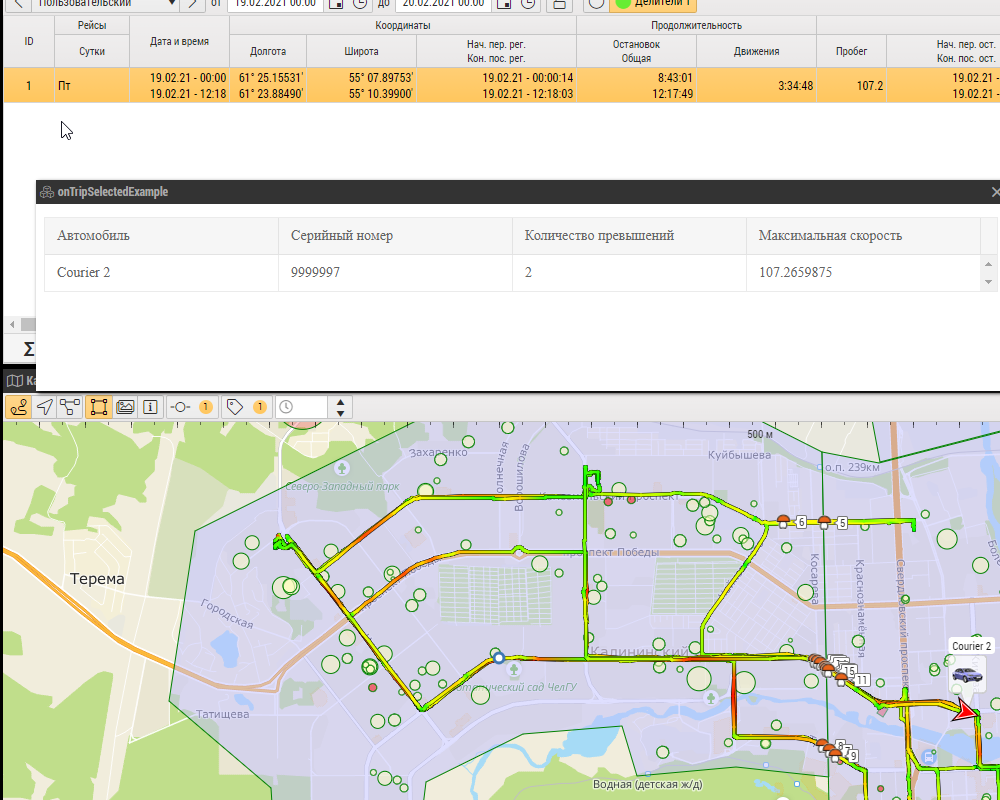 Пользовательский от 19.02.2021 00:00 до 20.02.2021 00:00 Делители 1
ID Рейсы Дата и время Координаты Продолжительность
Сутки Долгота Широта Нач. пер. рег. Остановок Движения Пробег Нач. пер. ост.
Кон. пос. рег. Общая Кон. пос. ост.
1 Пт 19.02.21 - 00:00 61° 25.15531' 55° 07.89753' 19.02.21 - 00:00:14 8:43:01 3:34:48 107.2 19.02.21 -
19.02.21 - 12:18 61° 23.88490' 55° 10.39900' 19.02.21 - 12:18:03 12:17:49 19.02.21 -
onTripSelectedExample
Автомобиль Серийный номер Количество превышений Максимальная скорость
Courier 2 9999997 2 107.2659875
Σ
1 1
500 м
Захаренко
Куйбышева
о.п. 239км
Северо-Западный парк
Ворошилова
6 5
проспект Победы
Терема
Косарева
Краснознамённая
Свердловский проспект
Городская
Калининский
15
11
Courier 2
Ботанический сад ЧелГУ
Татищева
8
7
9
Водная (детская ж/д)